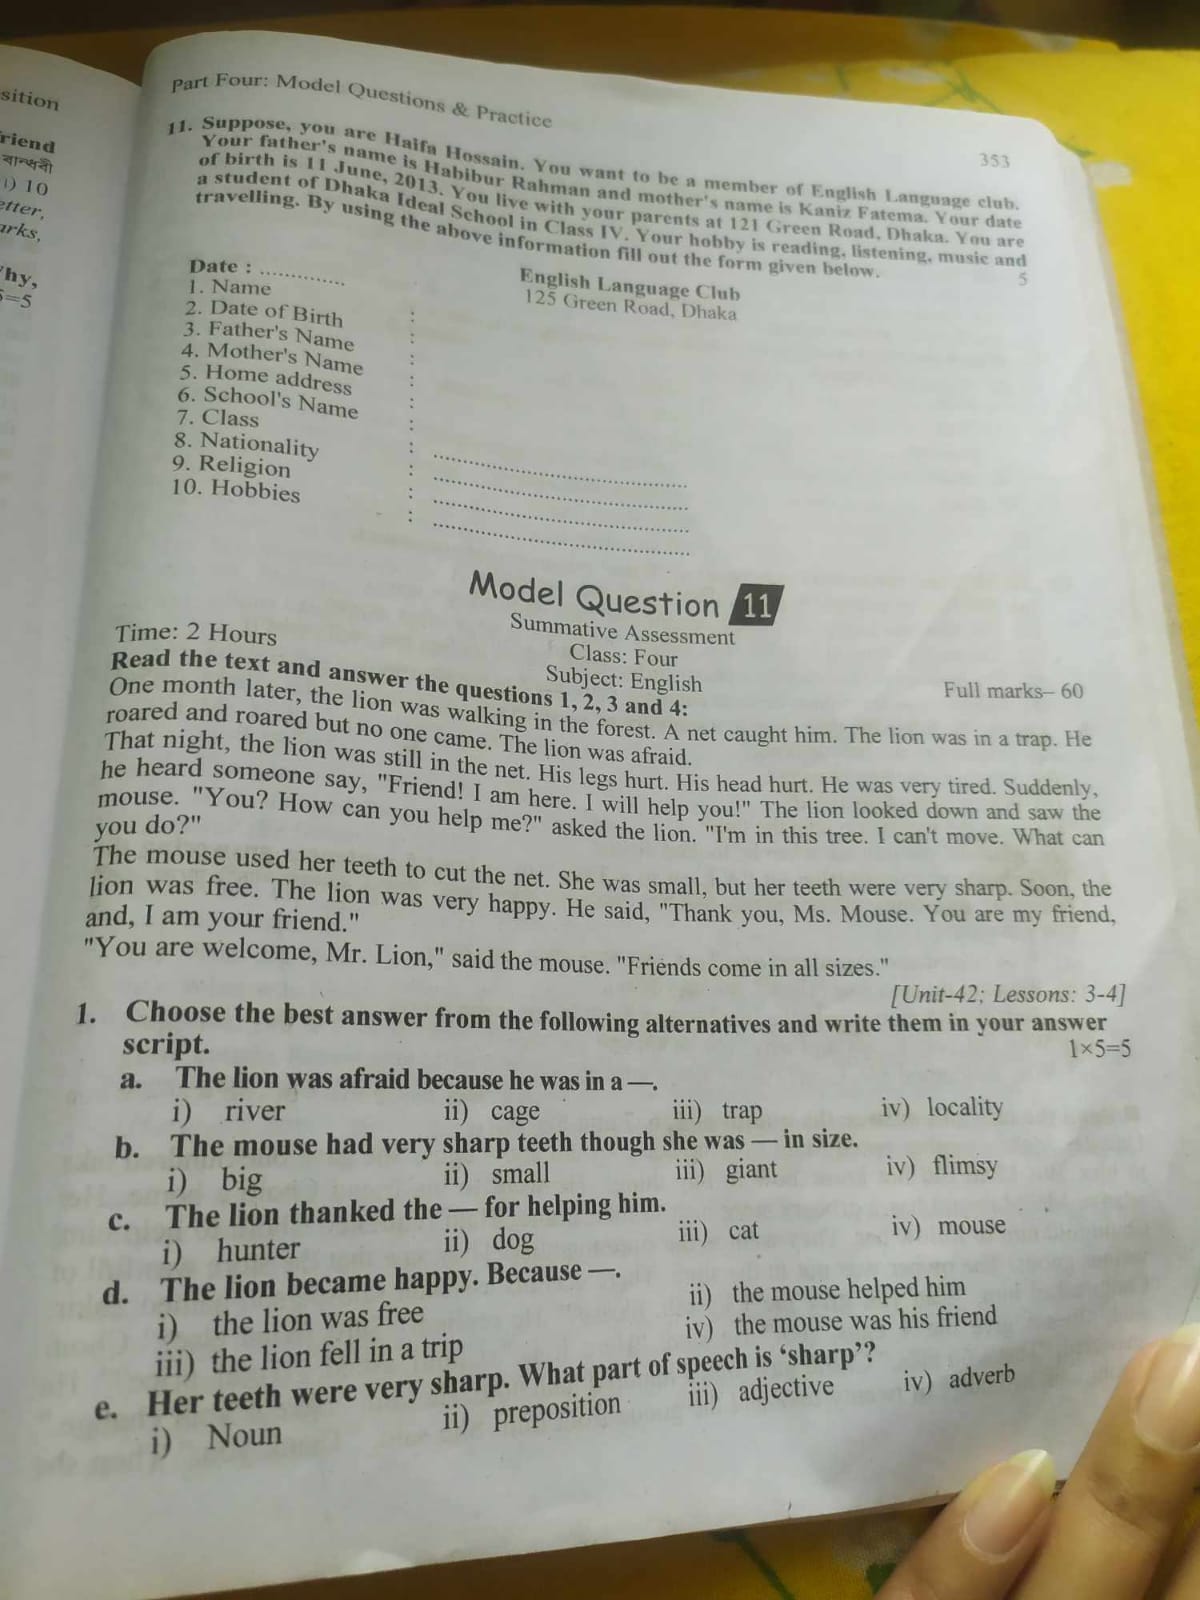 sition
riend
বান্ধবী
i) 10
etter,
arks,
Why,
5=5
Part Four: Model Questions & Practice
353
11. Suppose, you are Haifa Hossain. You want to be a member of English Language club.
Your father's name is Habibur Rahman and mother's name is Kaniz Fatema. Your date
of birth is 11 June, 2013. You live with your parents at 121 Green Road, Dhaka. You are
a student of Dhaka Ideal School in Class IV. Your hobby is reading, listening, music and
travelling. By using the above information fill out the form given below.
5
English Language Club
125 Green Road, Dhaka
Date : ..............
1. Name :
2. Date of Birth :
3. Father's Name :
4. Mother's Name :
5. Home address :
6. School's Name :
7. Class : ..............
8. Nationality : ..............
9. Religion : ..............
10. Hobbies : ..............
Model Question 11
Summative Assessment
Class: Four
Subject: English
Time: 2 Hours
Full marks– 60
Read the text and answer the questions 1, 2, 3 and 4:
One month later, the lion was walking in the forest. A net caught him. The lion was in a trap. He
roared and roared but no one came. The lion was afraid.
That night, the lion was still in the net. His legs hurt. His head hurt. He was very tired. Suddenly,
he heard someone say, "Friend! I am here. I will help you!" The lion looked down and saw the
mouse. "You? How can you help me?" asked the lion. "I'm in this tree. I can't move. What can
you do?"
The mouse used her teeth to cut the net. She was small, but her teeth were very sharp. Soon, the
lion was free. The lion was very happy. He said, "Thank you, Ms. Mouse. You are my friend,
and, I am your friend."
"You are welcome, Mr. Lion," said the mouse. "Friends come in all sizes."
[Unit-42; Lessons: 3-4]
1. Choose the best answer from the following alternatives and write them in your answer
script. 1×5=5
a. The lion was afraid because he was in a —.
i) river ii) cage iii) trap iv) locality
b. The mouse had very sharp teeth though she was — in size.
i) big ii) small iii) giant iv) flimsy
c. The lion thanked the — for helping him.
i) hunter ii) dog iii) cat iv) mouse
d. The lion became happy. Because —.
i) the lion was free ii) the mouse helped him
iii) the lion fell in a trip iv) the mouse was his friend
e. Her teeth were very sharp. What part of speech is ‘sharp’?
i) Noun ii) preposition iii) adjective iv) adverb